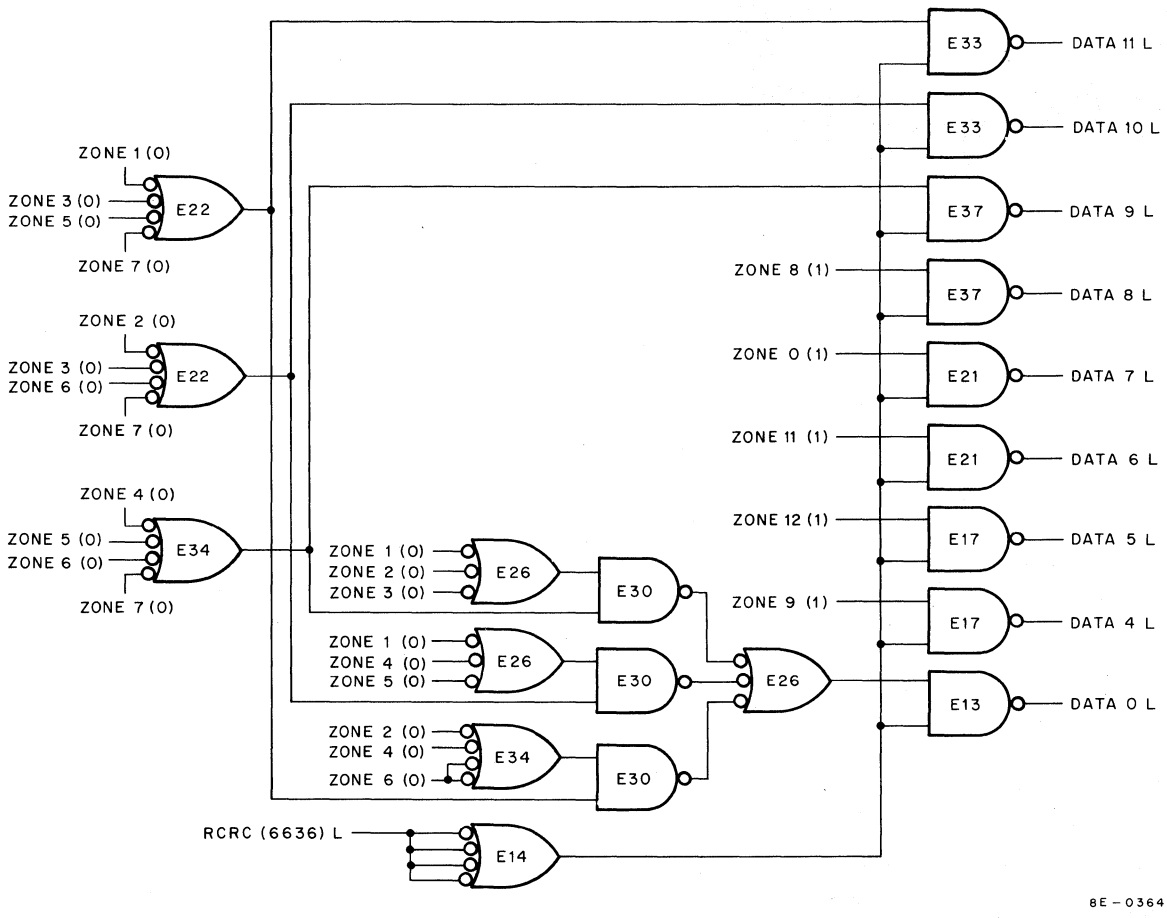 E33
DATA 11 L
E33
DATA 10 L
ZONE 1 (0)
ZONE 3 (0)
ZONE 5 (0)
ZONE 7 (0)
E22
E37
DATA 9 L
ZONE 8 (1)
E37
DATA 8 L
ZONE 2 (0)
ZONE 3 (0)
ZONE 6 (0)
ZONE 7 (0)
E22
ZONE 0 (1)
E21
DATA 7 L
ZONE 11 (1)
E21
DATA 6 L
ZONE 4 (0)
ZONE 5 (0)
ZONE 6 (0)
ZONE 7 (0)
E34
ZONE 12 (1)
E17
DATA 5 L
ZONE 1 (0)
ZONE 2 (0)
ZONE 3 (0)
E26
E30
ZONE 9 (1)
E17
DATA 4 L
ZONE 1 (0)
ZONE 4 (0)
ZONE 5 (0)
E26
E30
E26
E13
DATA 0 L
ZONE 2 (0)
ZONE 4 (0)
ZONE 6 (0)
E34
E30
RCRC (6636) L
E14
8E-0364